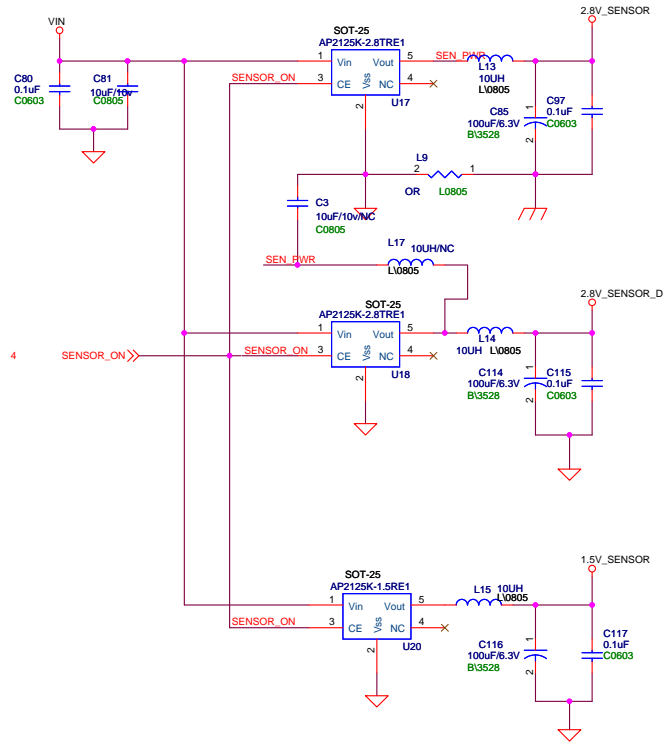 2.8V_SENSOR
VIN
SOT-25
AP2125K-2.8TRE1
1
Vin
Vout
5
SEN_PWR
L13
10UH
L\0805
C80
0.1uF
C0603
C81
10uF/10v
C0805
SENSOR_ON
3
CE
Vss
NC
4
U17
2
C85
100uF/6.3V
B\3528
1
2
C97
0.1uF
C0603
L9
2
1
OR
L0805
C3
10uF/10v/NC
C0805
L17
10UH/NC
L\0805
SEN_PWR
2.8V_SENSOR_D
SOT-25
AP2125K-2.8TRE1
1
Vin
Vout
5
L14
10UH
L\0805
4
SENSOR_ON
SENSOR_ON
3
CE
Vss
NC
4
U18
2
C114
100uF/6.3V
B\3528
1
2
C115
0.1uF
C0603
1.5V_SENSOR
SOT-25
AP2125K-1.5RE1
1
Vin
Vout
5
L15
10UH
L\0805
SENSOR_ON
3
CE
Vss
NC
4
U20
2
C116
100uF/6.3V
B\3528
1
2
C117
0.1uF
C0603